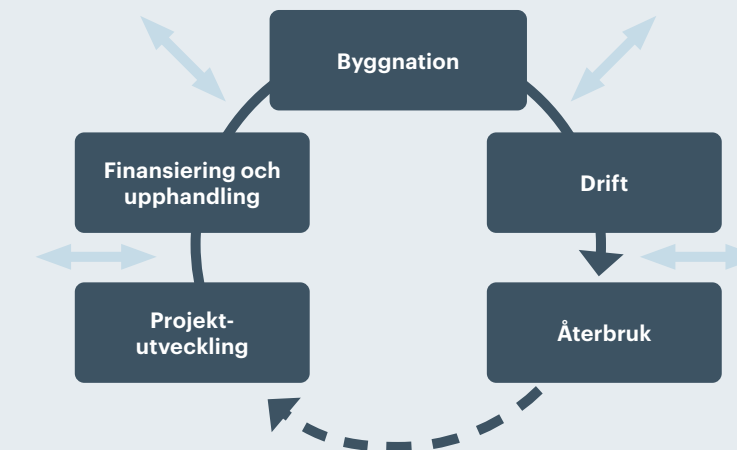 Byggnation
Finansiering och
upphandling
Drift
Projekt-
utveckling
Återbruk